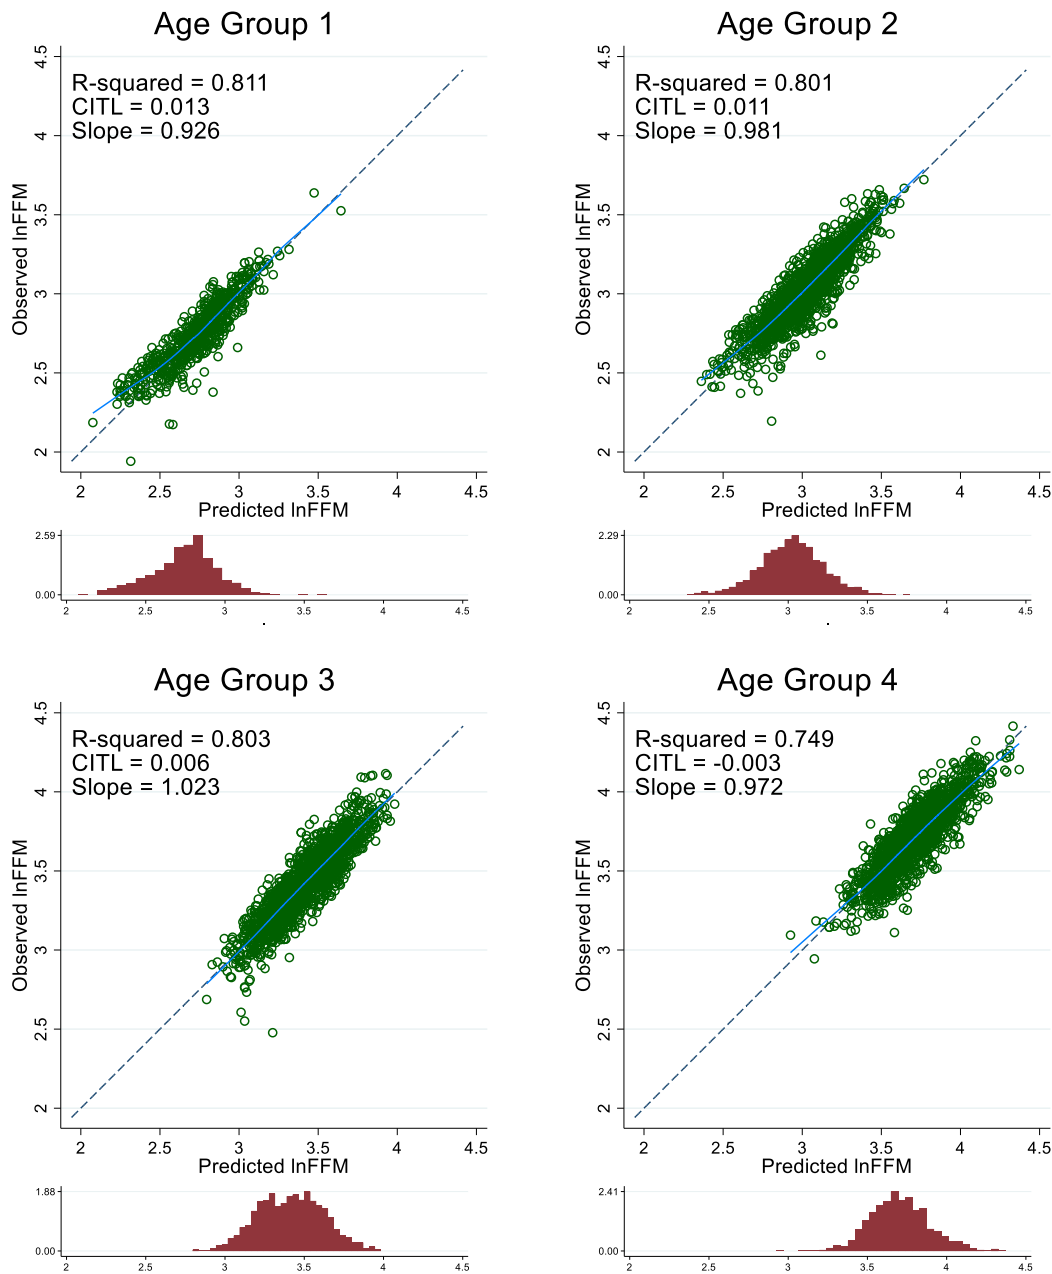 Age Group 1
R-squared = 0.811
CITL = 0.013
Slope = 0.926
Observed lnFFM
4.5
4
3.5
3
2.5
2
2 2.5 3 3.5 4 4.5
Predicted lnFFM
2.59
0.00
2 2.5 3 3.5 4 4.5
.
Age Group 2
R-squared = 0.801
CITL = 0.011
Slope = 0.981
Observed lnFFM
4.5
4
3.5
3
2.5
2
2 2.5 3 3.5 4 4.5
Predicted lnFFM
2.29
0.00
2 2.5 3 3.5 4 4.5
.
Age Group 3
R-squared = 0.803
CITL = 0.006
Slope = 1.023
Observed lnFFM
4.5
4
3.5
3
2.5
2
2 2.5 3 3.5 4 4.5
Predicted lnFFM
1.88
0.00
2 2.5 3 3.5 4 4.5
Age Group 4
R-squared = 0.749
CITL = -0.003
Slope = 0.972
Observed lnFFM
4.5
4
3.5
3
2.5
2
2 2.5 3 3.5 4 4.5
Predicted lnFFM
2.41
0.00
2 2.5 3 3.5 4 4.5